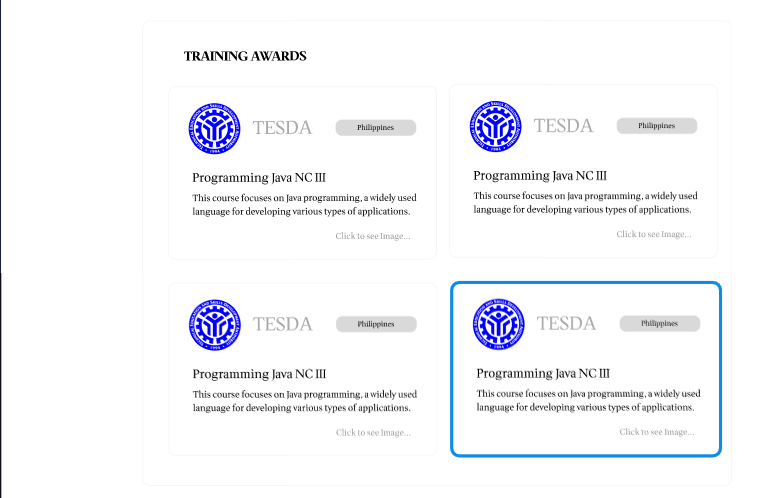 TRAINING AWARDS
TESDA
Philippines
Programming Java NC III
This course focuses on Java programming, a widely used
language for developing various types of applications.
Click to see Image...
TESDA
Philippines
Programming Java NC III
This course focuses on Java programming, a widely used
language for developing various types of applications.
Click to see Image...
TESDA
Philippines
Programming Java NC III
This course focuses on Java programming, a widely used
language for developing various types of applications.
Click to see Image...
TESDA
Philippines
Programming Java NC III
This course focuses on Java programming, a widely used
language for developing various types of applications.
Click to see Image...